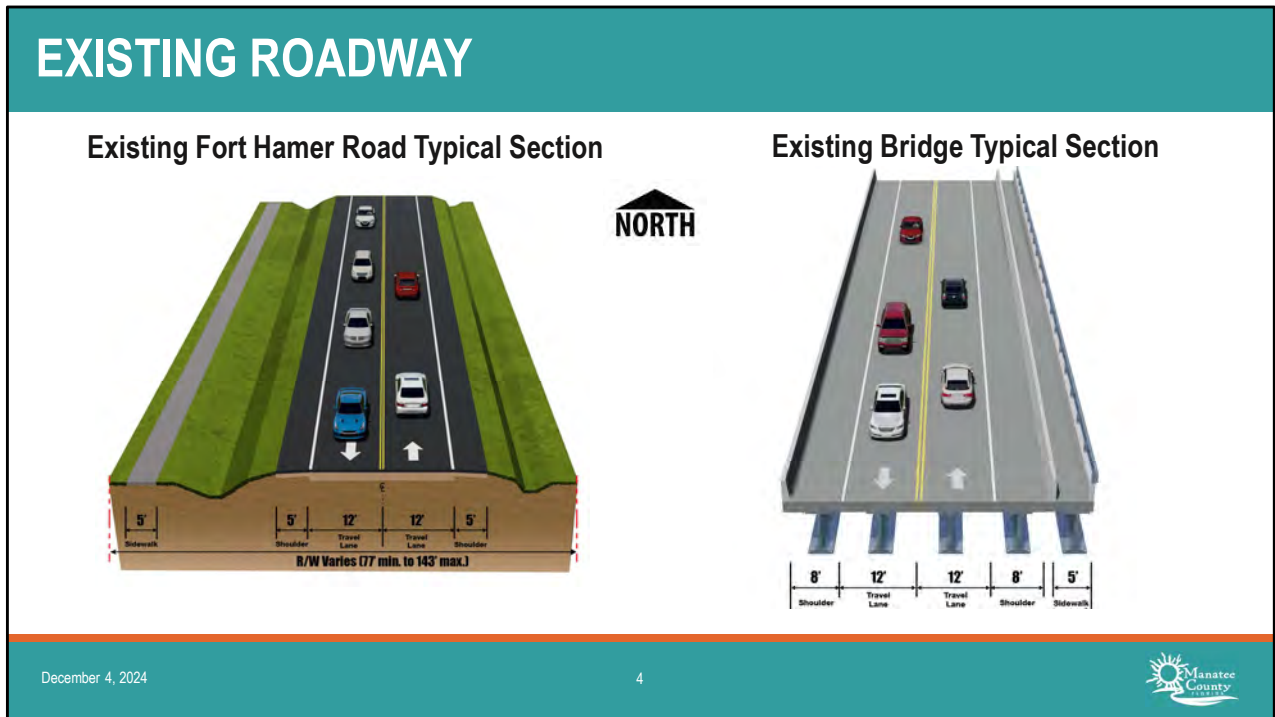 EXISTING ROADWAY
Existing Fort Hamer Road Typical Section
Existing Bridge Typical Section
NORTH
℄
5' 5' 12' 12' 5'
Sidewalk Shoulder Travel Lane Travel Lane Shoulder
R/W Varies (77' min. to 143' max.)
8' 12' 12' 8' 5'
Shoulder Travel Lane Travel Lane Shoulder Sidewalk
December 4, 2024
4
Manatee
County
FLORIDA